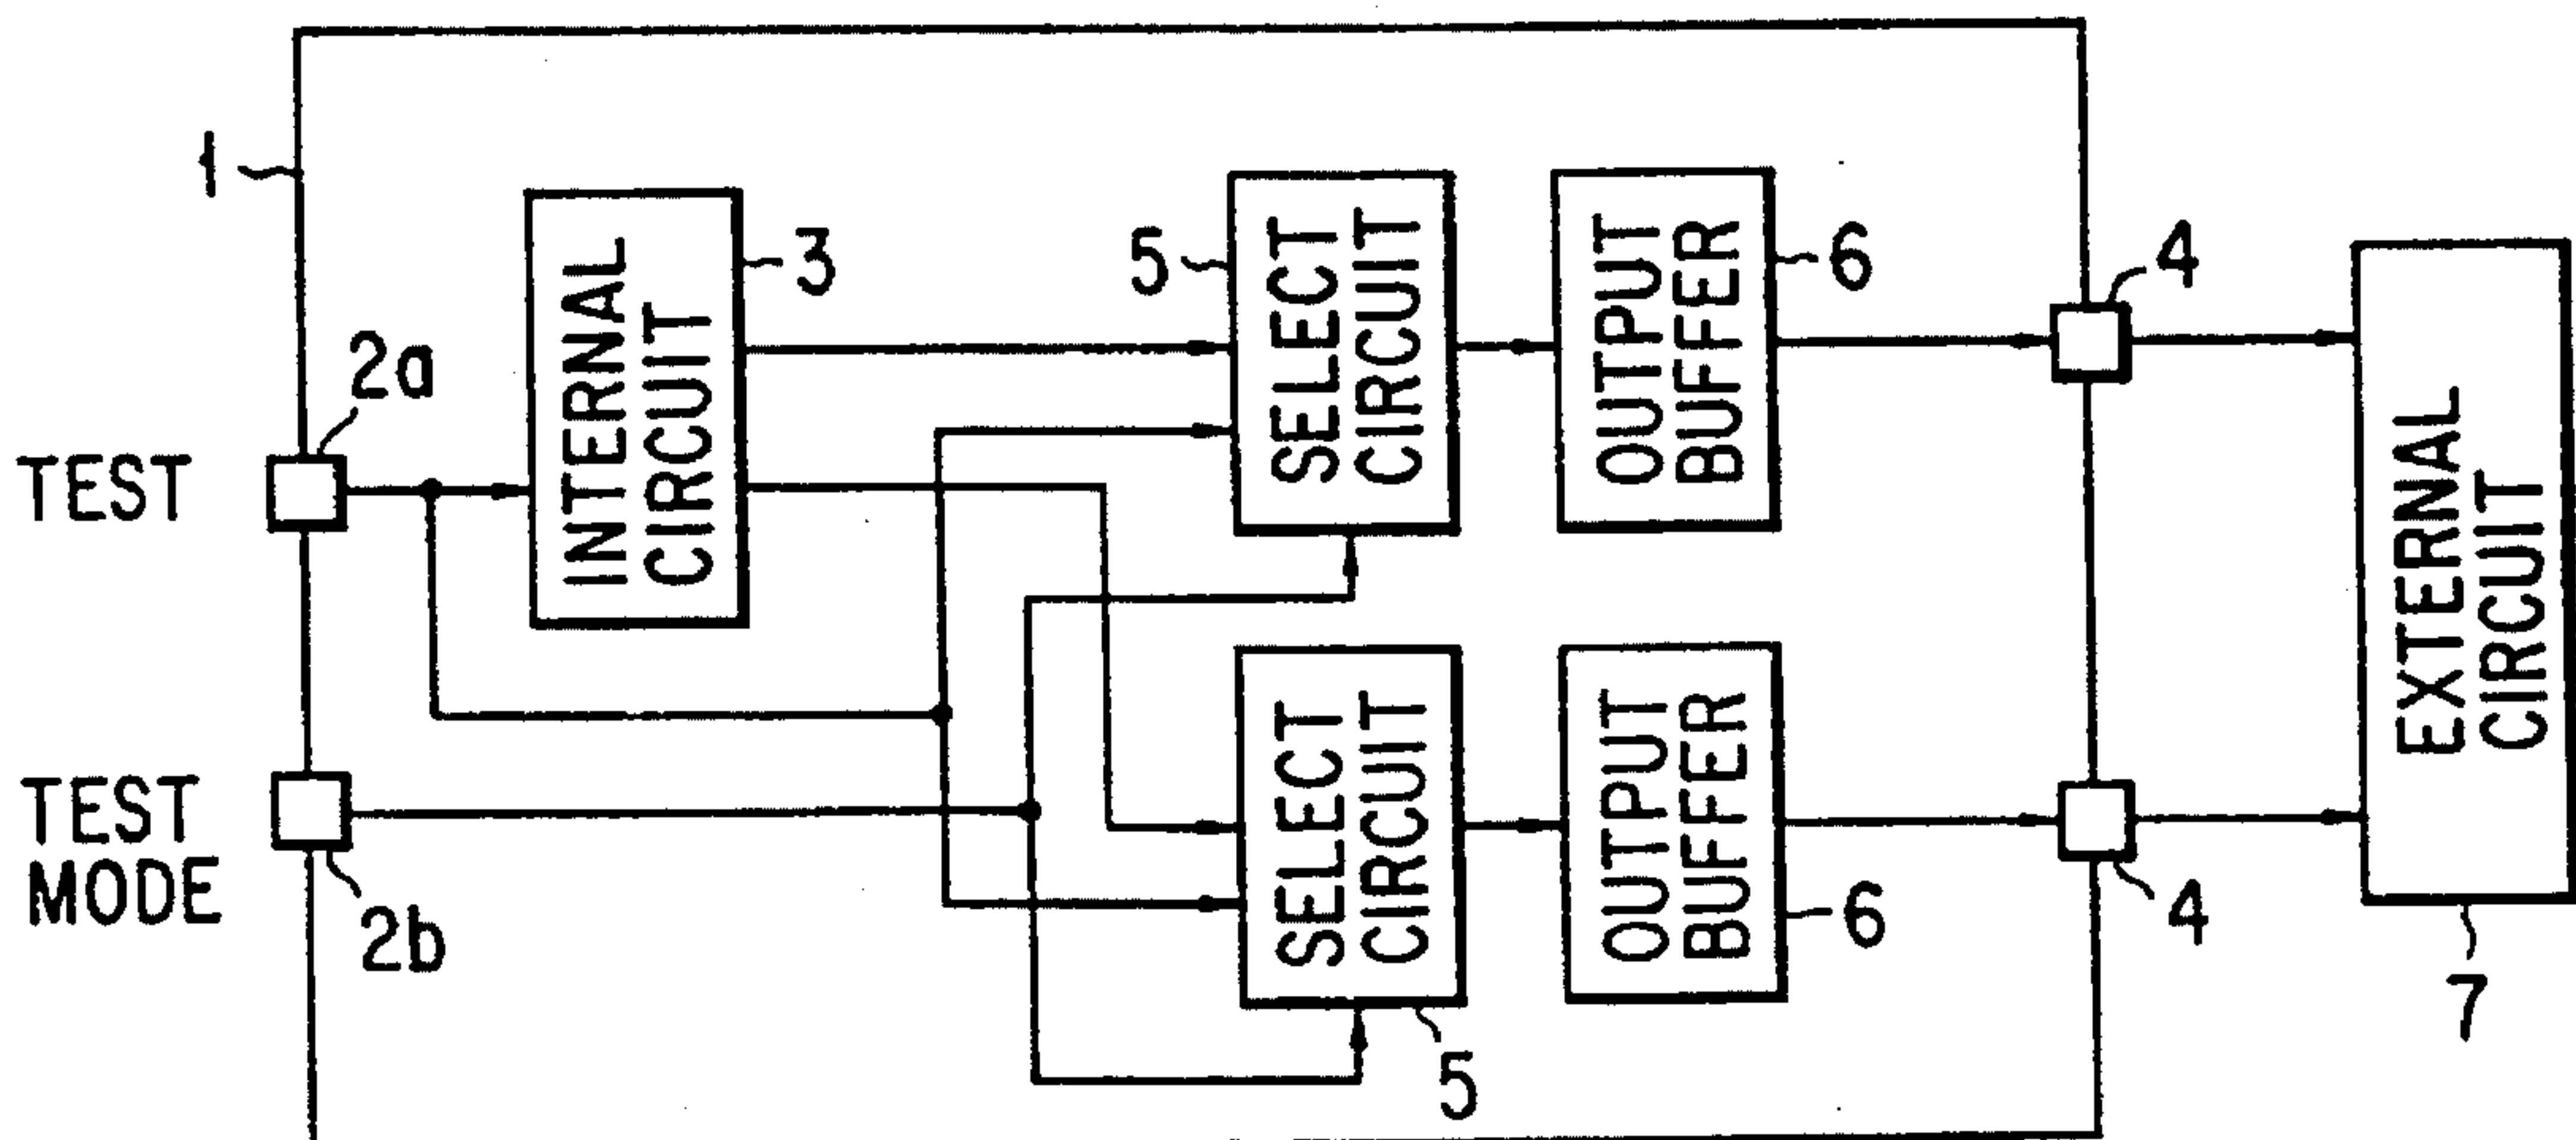 1
2a
TEST
TEST
MODE
2b
INTERNAL
CIRCUIT
3
5
SELECT
CIRCUIT
OUTPUT
BUFFER
6
4
SELECT
CIRCUIT
5
OUTPUT
BUFFER
6
4
EXTERNAL
CIRCUIT
7